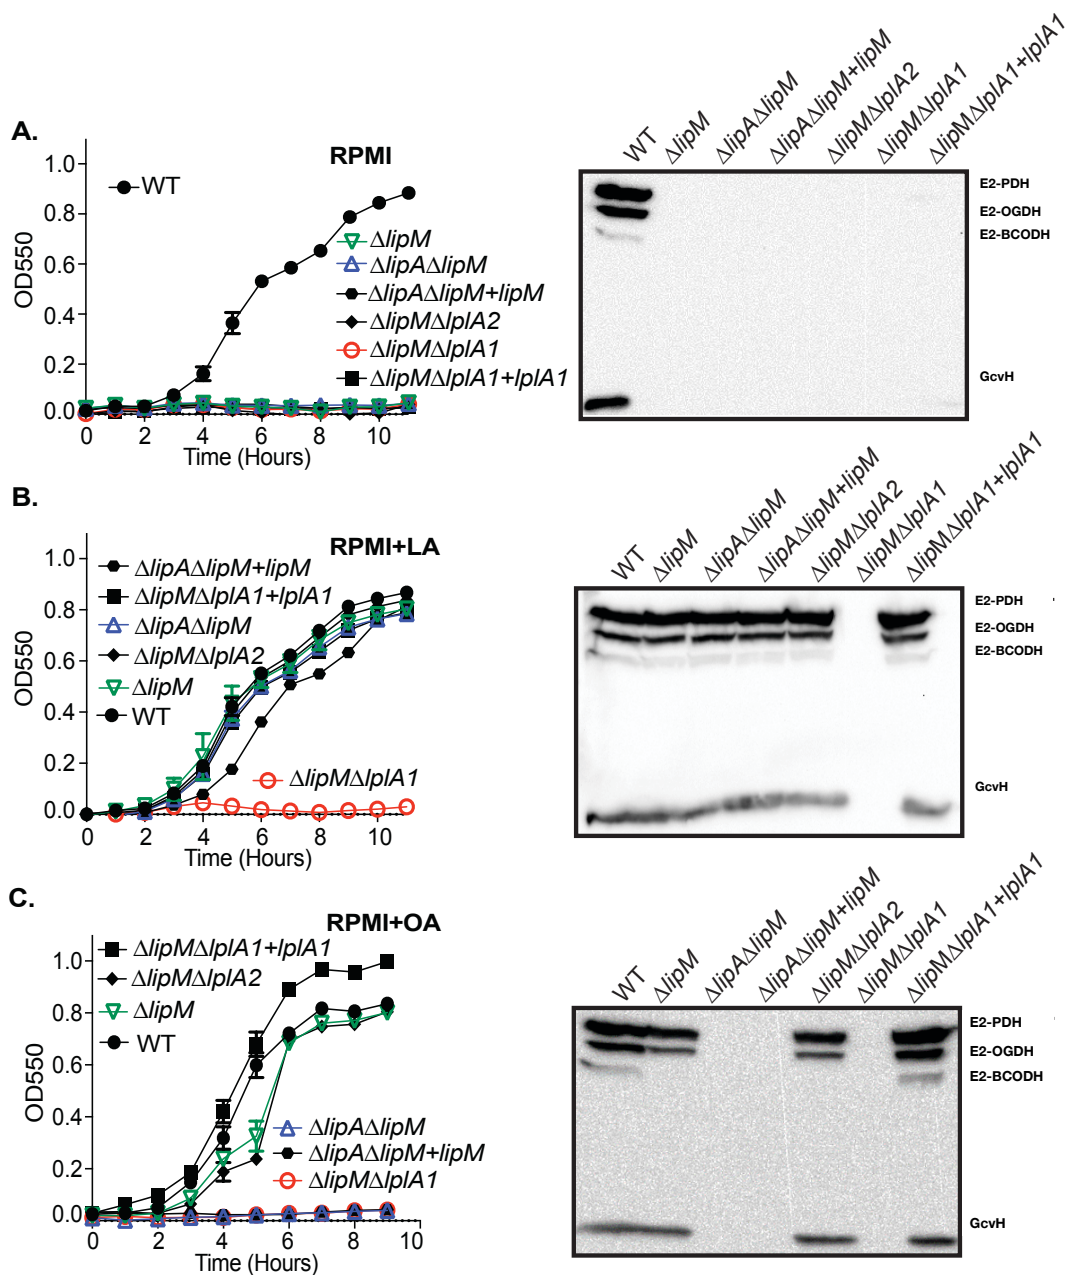 A.
RPMI
OD550
1.0
0.8
0.6
0.4
0.2
0.0
WT
ΔlipM
ΔlipAΔlipM
ΔlipAΔlipM+lipM
ΔlipMΔlplA2
ΔlipMΔlplA1
ΔlipMΔlplA1+lplA1
0 2 4 6 8 10
Time (Hours)
WT
ΔlipM
ΔlipAΔlipM
ΔlipAΔlipM+lipM
ΔlipMΔlplA2
ΔlipMΔlplA1
ΔlipMΔlplA1+lplA1
E2-PDH
E2-OGDH
E2-BCODH
GcvH
B.
RPMI+LA
OD550
1.0
0.8
0.6
0.4
0.2
0.0
ΔlipAΔlipM+lipM
ΔlipMΔlplA1+lplA1
ΔlipAΔlipM
ΔlipMΔlplA2
ΔlipM
WT
ΔlipMΔlplA1
0 2 4 6 8 10
Time (Hours)
WT
ΔlipM
ΔlipAΔlipM
ΔlipAΔlipM+lipM
ΔlipMΔlplA2
ΔlipMΔlplA1
ΔlipMΔlplA1+lplA1
E2-PDH
E2-OGDH
E2-BCODH
GcvH
C.
RPMI+OA
OD550
1.0
0.8
0.6
0.4
0.2
0.0
ΔlipMΔlplA1+lplA1
ΔlipMΔlplA2
ΔlipM
WT
ΔlipAΔlipM
ΔlipAΔlipM+lipM
ΔlipMΔlplA1
0 2 4 6 8 10
Time (Hours)
WT
ΔlipM
ΔlipAΔlipM
ΔlipAΔlipM+lipM
ΔlipMΔlplA2
ΔlipMΔlplA1
ΔlipMΔlplA1+lplA1
E2-PDH
E2-OGDH
E2-BCODH
GcvH